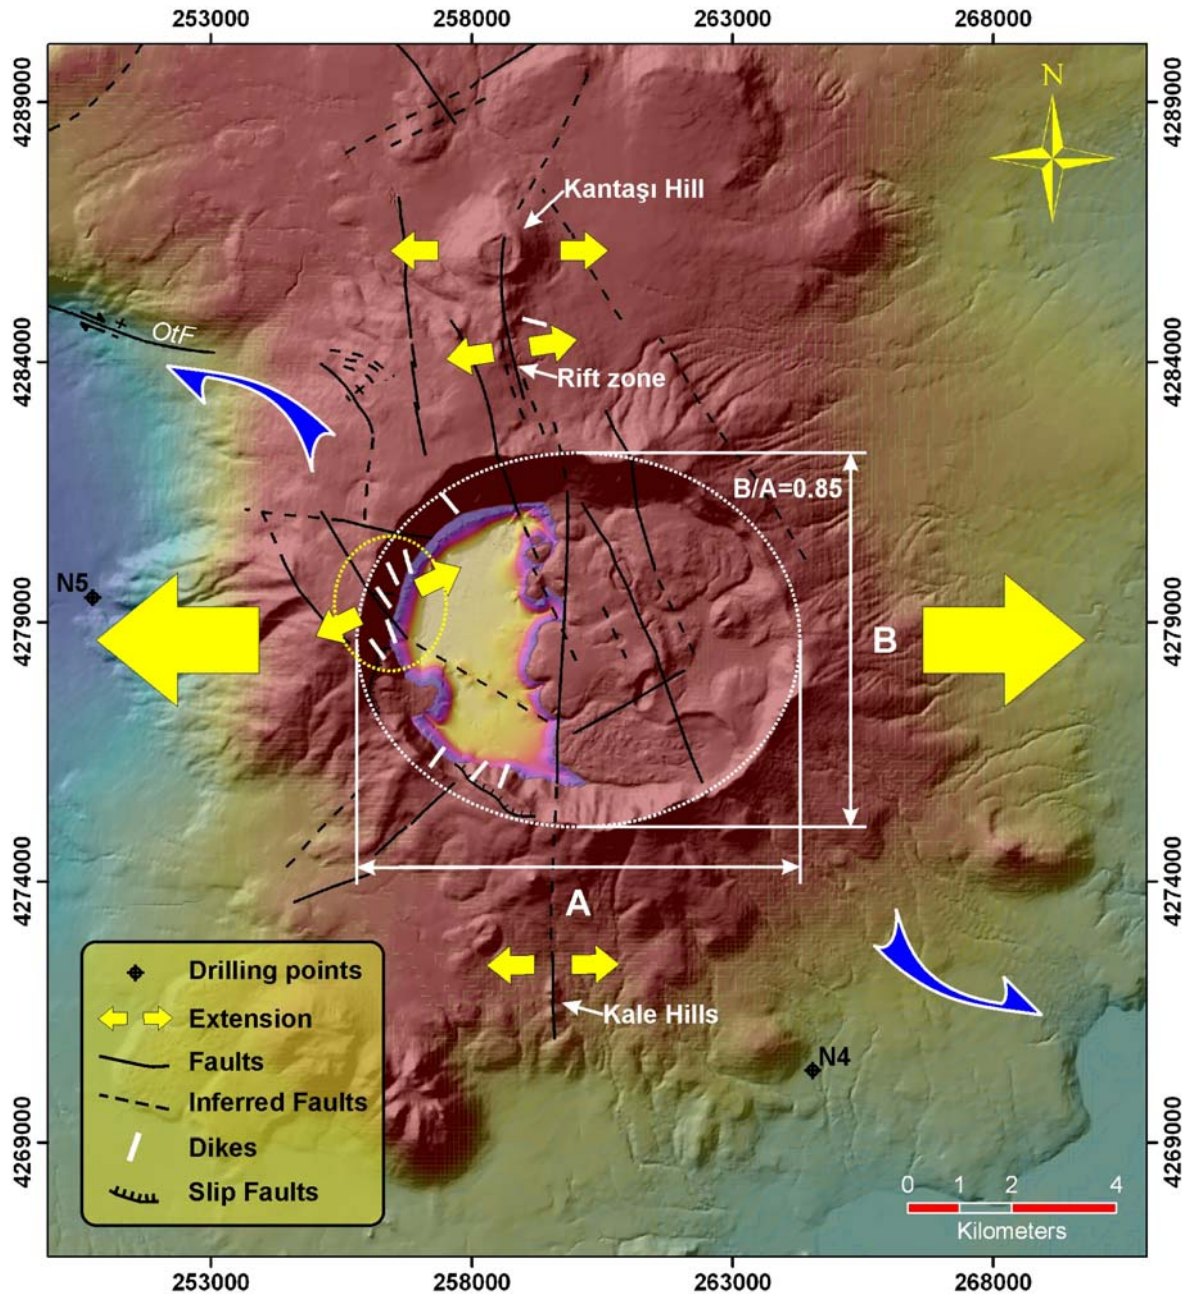 253000
258000
263000
268000
N
4289000
4289000
Kantaşı Hill
OtF
4284000
4284000
Rift zone
B/A=0.85
N5
4279000
4279000
B
4274000
4274000
A
Drilling points
Extension
Kale Hills
Faults
N4
Inferred Faults
4269000
4269000
Dikes
Slip Faults
0 1 2 4
Kilometers
253000
258000
263000
268000